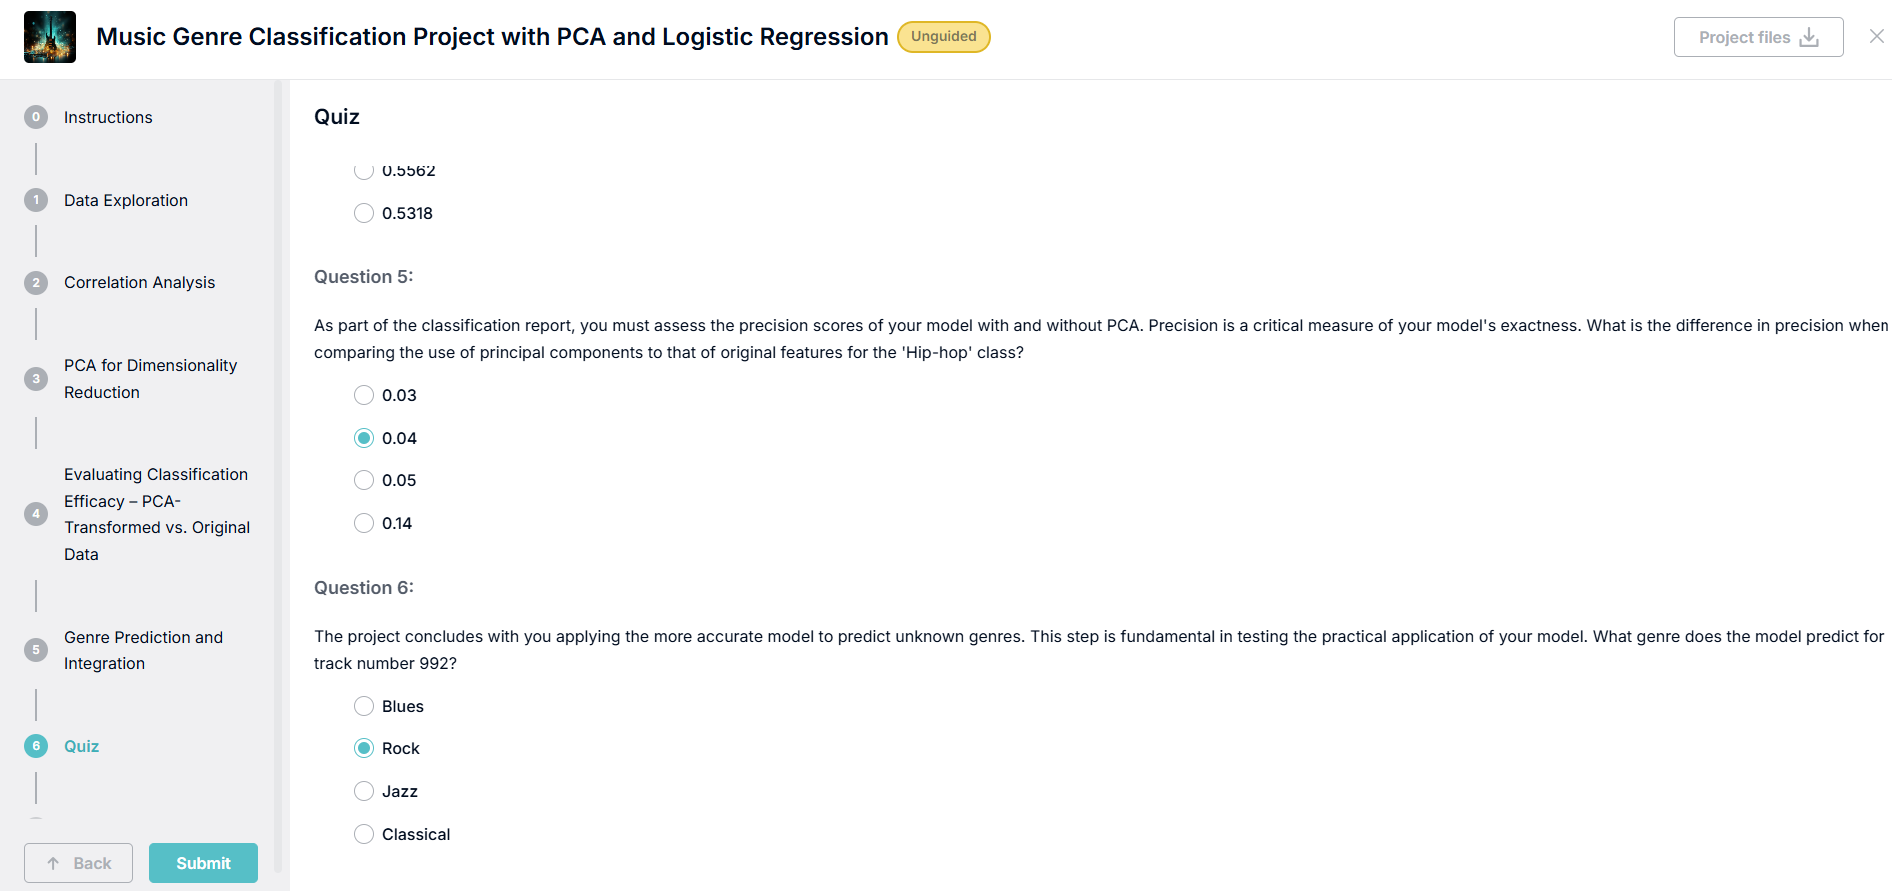 Music Genre Classification Project with PCA and Logistic Regression
Unguided
Project files
0 Instructions
1 Data Exploration
2 Correlation Analysis
3 PCA for Dimensionality
Reduction
Evaluating Classification
Efficacy – PCA-
4 Transformed vs. Original
Data
5 Genre Prediction and
Integration
6 Quiz
Back
Submit
Quiz
0.5562
0.5318
Question 5:
As part of the classification report, you must assess the precision scores of your model with and without PCA. Precision is a critical measure of your model's exactness. What is the difference in precision when
comparing the use of principal components to that of original features for the 'Hip-hop' class?
0.03
0.04
0.05
0.14
Question 6:
The project concludes with you applying the more accurate model to predict unknown genres. This step is fundamental in testing the practical application of your model. What genre does the model predict for
track number 992?
Blues
Rock
Jazz
Classical